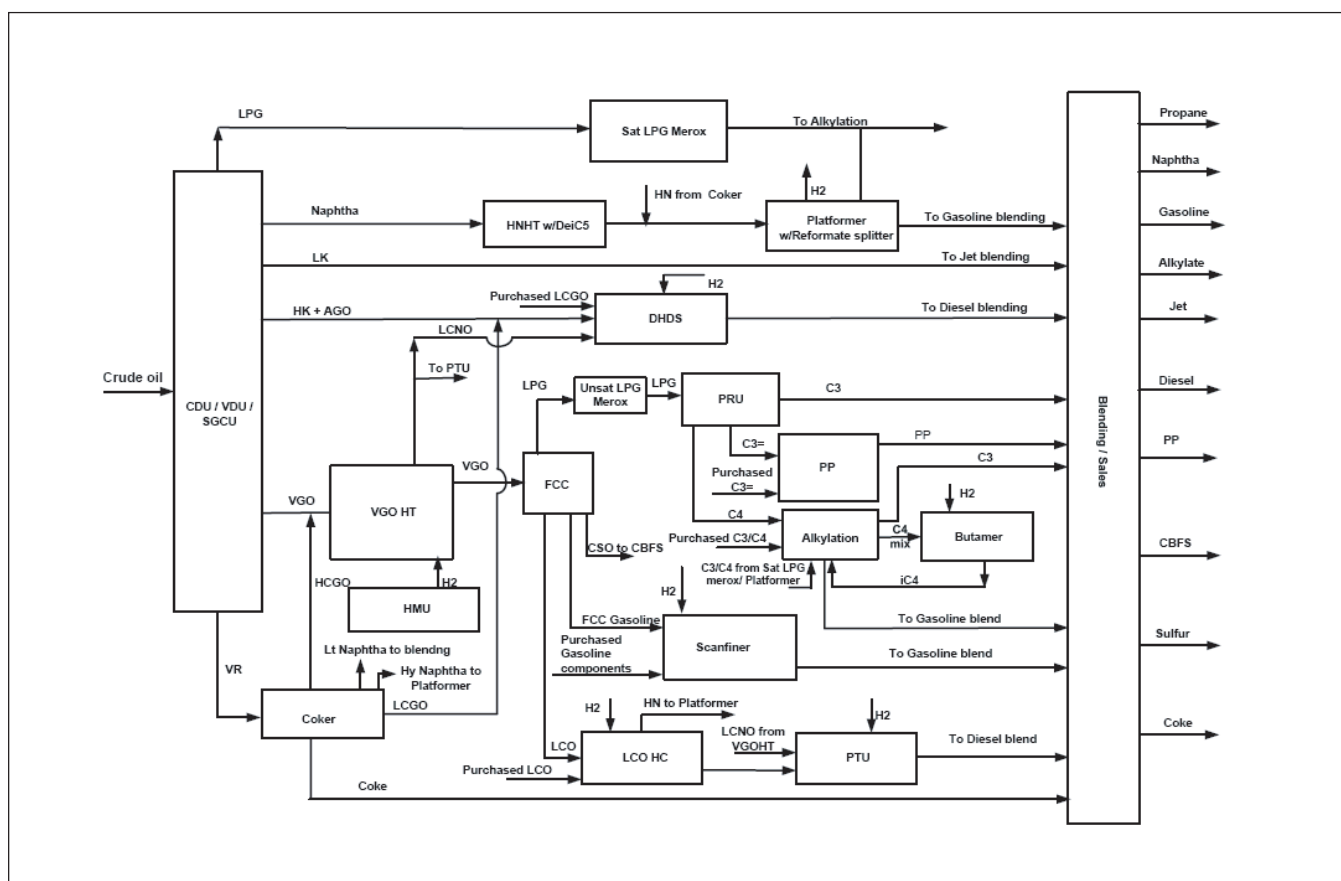 LPG
Sat LPG Merox
To Alkylation
Propane
Naphtha
HN from Coker
H2
Naphtha
HNHT w/DeiC5
Platformer
w/Reformate splitter
To Gasoline blending
Gasoline
LK
To Jet blending
Alkylate
Purchased LCGO
H2
HK + AGO
DHDS
To Diesel blending
Jet
LCNO
To PTU
Crude oil
CDU / VDU /
SGCU
LPG
Unsat LPG
Merox
LPG
PRU
C3
Diesel
Blending / Sales
C3=
PP
PP
Purchased
C3=
C3
PP
VGO
FCC
VGO
VGO HT
H2
C4
Purchased C3/C4
Alkylation
C4
mix
Butamer
CSO to CBFS
CBFS
C3/C4 from Sat LPG
merox/ Platformer
iC4
HCGO
H2
HMU
H2
FCC Gasoline
Scanfiner
To Gasoline blend
Sulfur
Purchased
Gasoline
components
To Gasoline blend
Lt Naphtha to blendng
Hy Naphtha to
Platformer
VR
Coker
LCGO
H2
HN to Platformer
H2
Coke
LCO
LCO HC
LCNO from
VGOHT
PTU
To Diesel blend
Purchased LCO
Coke